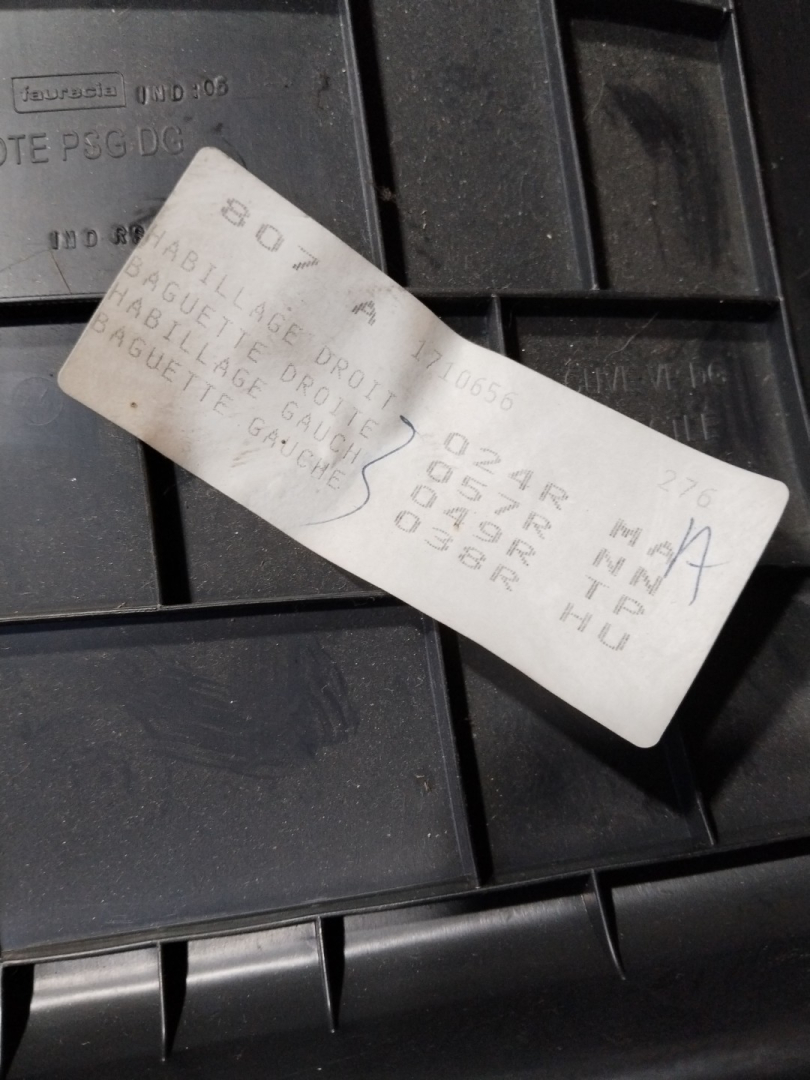 faurecia IND:05
OTE PSG DG
IND
807 A 1710656 276
HABILLAGE DROIT 024R MA
BAGUETTE DROITE 057R NN
HABILLAGE GAUCH 049R TP
BAGUETTE GAUCHE 038R HU
A